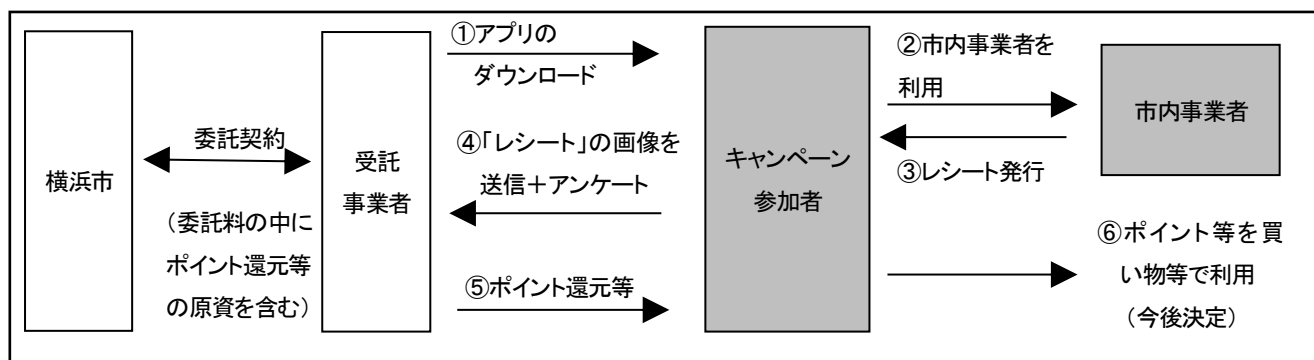 横浜市
委託契約
（委託料の中に
ポイント還元等
の原資を含む）
受託
事業者
①アプリの
ダウンロード
④「レシート」の画像を
送信＋アンケート
⑤ポイント還元等
キャンペーン
参加者
②市内事業者を
利用
③レシート発行
市内事業者
⑥ポイント等を買
い物等で利用
（今後決定）